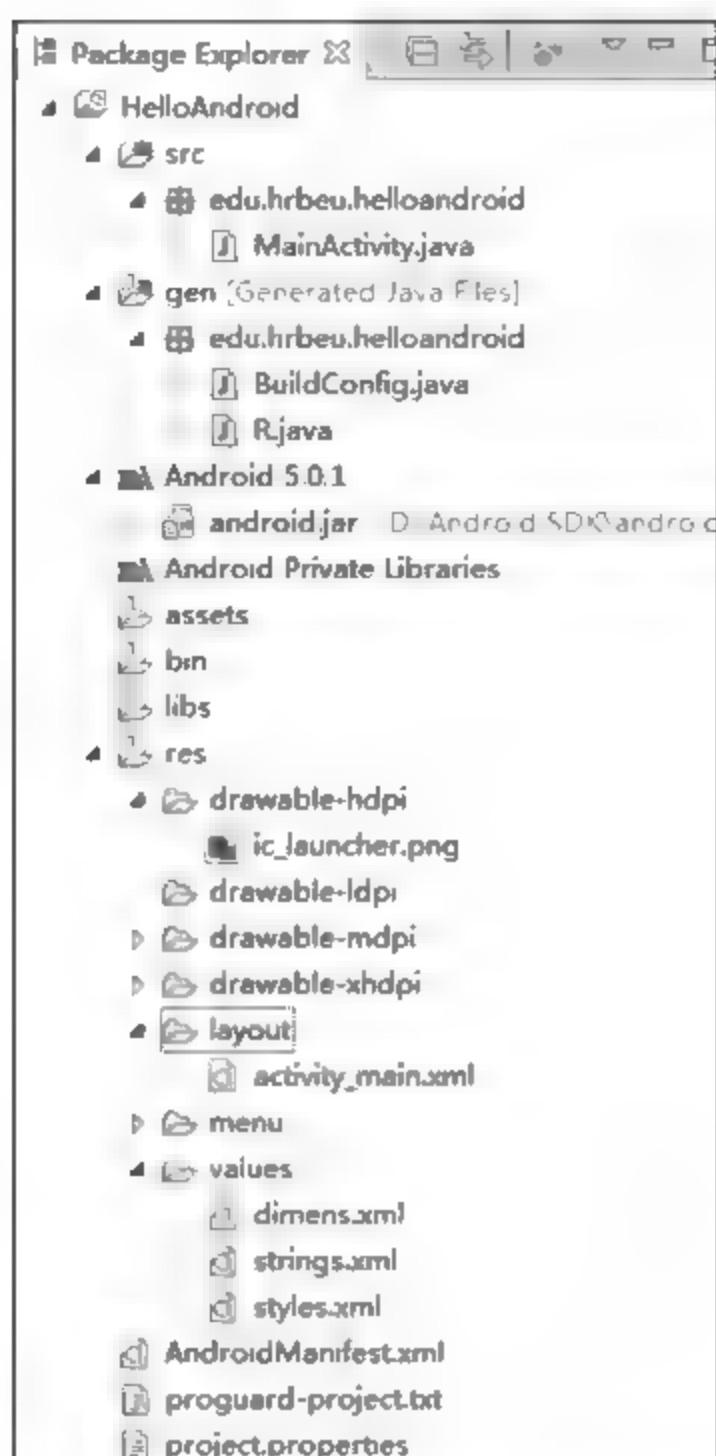 Package Explorer
HelloAndroid
src
edu.hrbeu.helloandroid
MainActivity.java
gen [Generated Java Files]
edu.hrbeu.helloandroid
BuildConfig.java
R.java
Android 5.0.1
android.jar
Android Private Libraries
assets
bin
libs
res
drawable-hdpi
ic_launcher.png
drawable-ldpi
drawable-mdpi
drawable-xhdpi
layout
activity_main.xml
menu
values
dimens.xml
strings.xml
styles.xml
AndroidManifest.xml
proguard-project.txt
project.properties